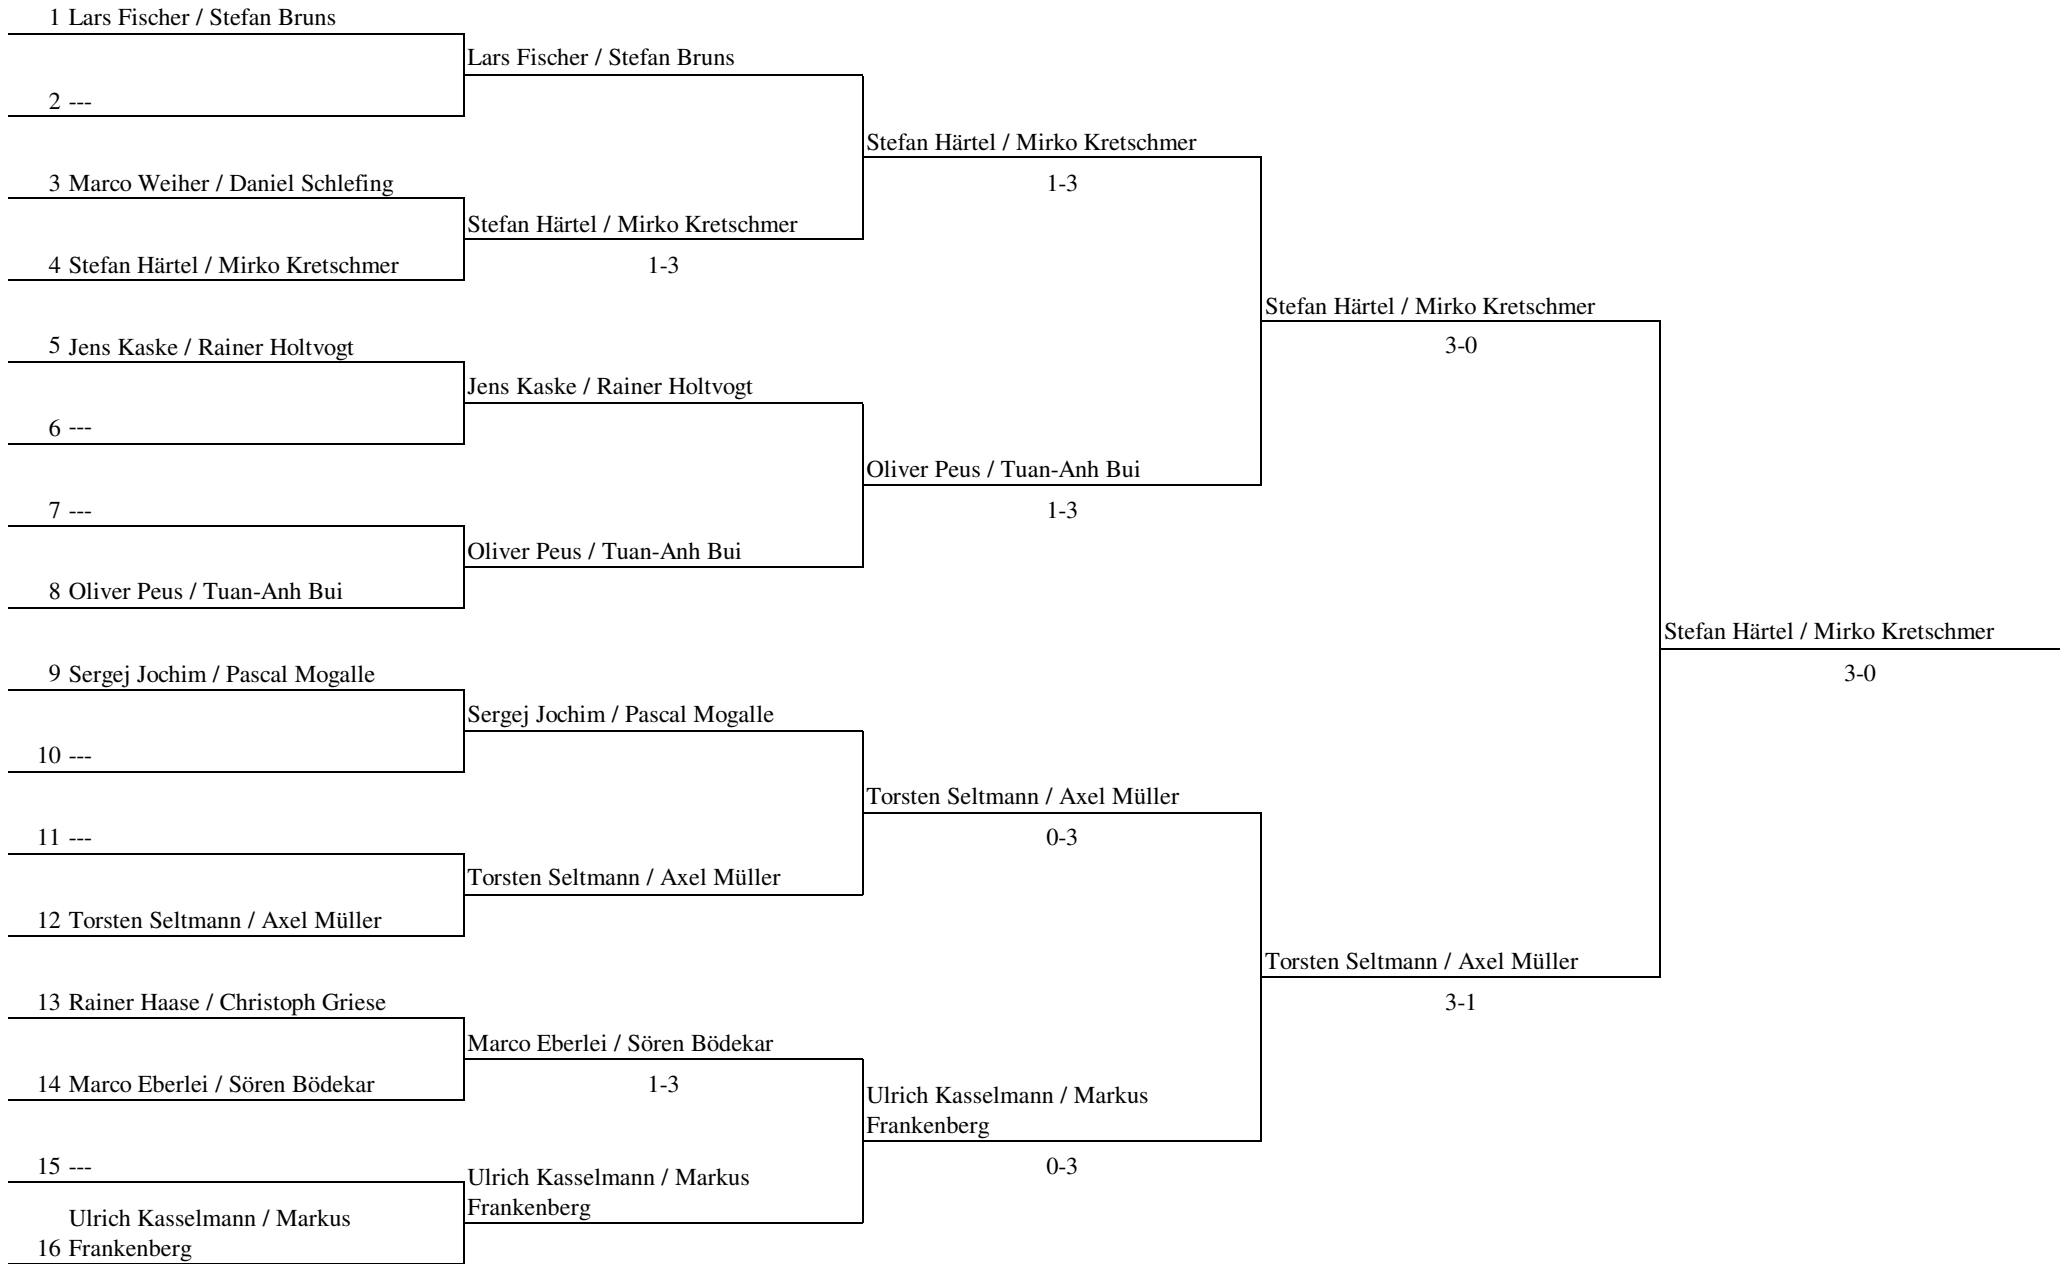 1 Lars Fischer / Stefan Bruns
Lars Fischer / Stefan Bruns
2 ---
Stefan Härtel / Mirko Kretschmer
3 Marco Weiher / Daniel Schlefing
1-3
Stefan Härtel / Mirko Kretschmer
4 Stefan Härtel / Mirko Kretschmer
1-3
Stefan Härtel / Mirko Kretschmer
5 Jens Kaske / Rainer Holtvogt
3-0
Jens Kaske / Rainer Holtvogt
6 ---
Oliver Peus / Tuan-Anh Bui
7 ---
1-3
Oliver Peus / Tuan-Anh Bui
8 Oliver Peus / Tuan-Anh Bui
Stefan Härtel / Mirko Kretschmer
9 Sergej Jochim / Pascal Mogalle
3-0
Sergej Jochim / Pascal Mogalle
10 ---
Torsten Seltmann / Axel Müller
11 ---
0-3
Torsten Seltmann / Axel Müller
12 Torsten Seltmann / Axel Müller
Torsten Seltmann / Axel Müller
13 Rainer Haase / Christoph Griese
3-1
Marco Eberlei / Sören Bödekar
14 Marco Eberlei / Sören Bödekar
1-3
Ulrich Kasselmann / Markus
Frankenberg
15 ---
0-3
Ulrich Kasselmann / Markus
Frankenberg
Ulrich Kasselmann / Markus
16 Frankenberg